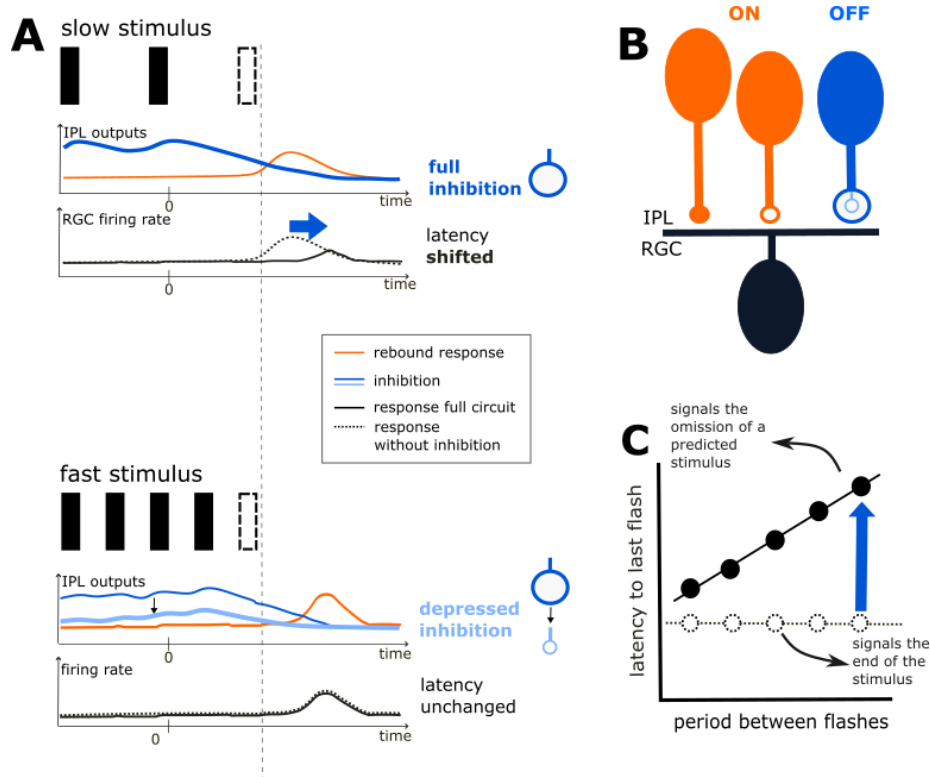 A
slow stimulus
IPL outputs
full
inhibition
time
0
RGC firing rate
latency
shifted
time
0
rebound response
inhibition
response full circuit
response
without inhibition
fast stimulus
IPL outputs
depressed
inhibition
time
0
firing rate
latency
unchanged
time
0
B
ON
OFF
IPL
RGC
C
signals the
omission of a
predicted
stimulus
latency to last flash
signals the
end of the
stimulus
period between flashes